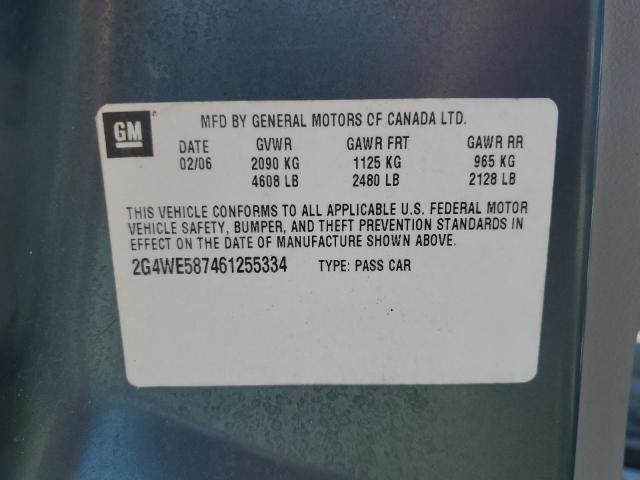 GM
MFD BY GENERAL MOTORS OF CANADA LTD.
DATE GVWR GAWR FRT GAWR RR
02/06 2090 KG 1125 KG 965 KG
4608 LB 2480 LB 2128 LB
THIS VEHICLE CONFORMS TO ALL APPLICABLE U.S. FEDERAL MOTOR
VEHICLE SAFETY, BUMPER, AND THEFT PREVENTION STANDARDS IN
EFFECT ON THE DATE OF MANUFACTURE SHOWN ABOVE.
2G4WE587461255334 TYPE: PASS CAR